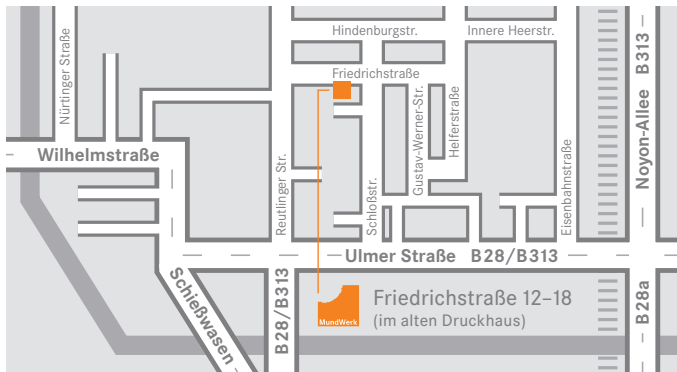 Hindenburgstr.
Innere Heerstr.
Nürtinger Straße
Friedrichstraße
B313
Noyon-Allee
Gustav-Werner-Str.
Helferstraße
Wilhelmstraße
Reutlinger Str.
Schloßstr.
Eisenbahnstraße
Ulmer Straße B28/B313
Schießwasen
B28/B313
B28a
MundWerk
Friedrichstraße 12–18
(im alten Druckhaus)